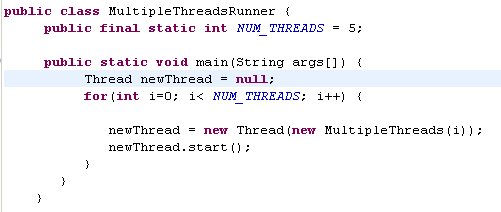 public class MultipleThreadsRunner {
public final static int NUM_THREADS = 5;
public static void main(String args[]) {
Thread newThread = null;
for(int i=0; i< NUM_THREADS; i++) {
newThread = new Thread(new MultipleThreads(i));
newThread.start();
}
}
}